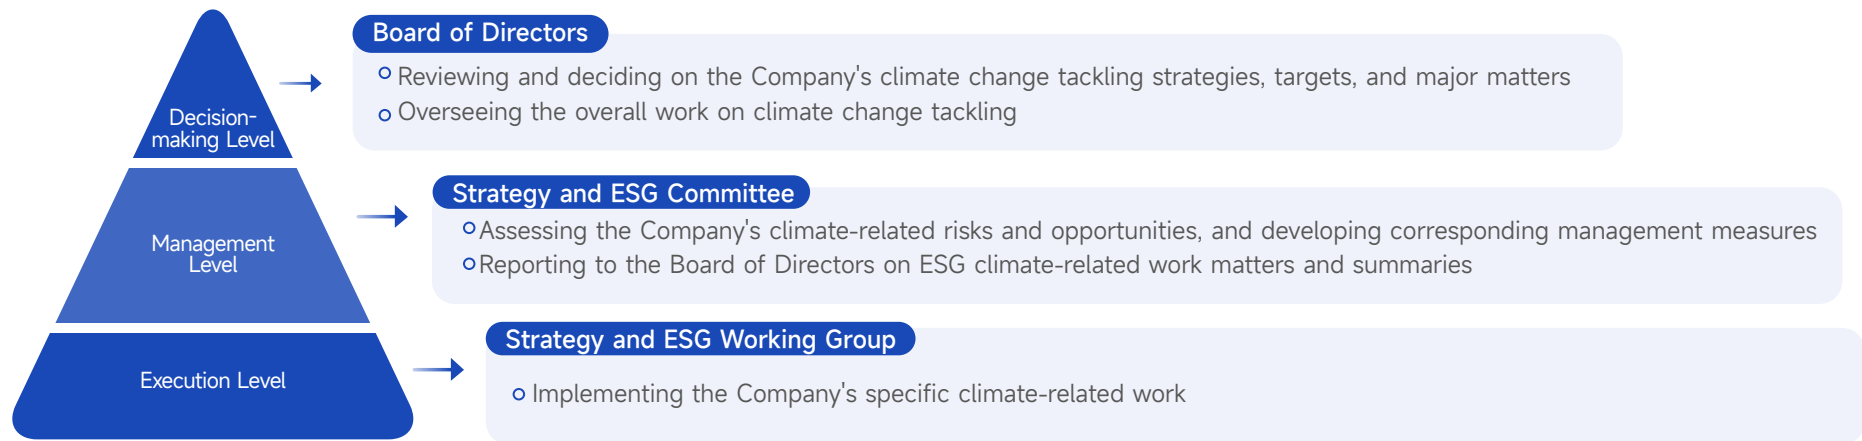 Board of Directors
Reviewing and deciding on the Company's climate change tackling strategies, targets, and major matters
Overseeing the overall work on climate change tackling
Decision-
making Level
Strategy and ESG Committee
Assessing the Company's climate-related risks and opportunities, and developing corresponding management measures
Reporting to the Board of Directors on ESG climate-related work matters and summaries
Management
Level
Strategy and ESG Working Group
Implementing the Company's specific climate-related work
Execution Level